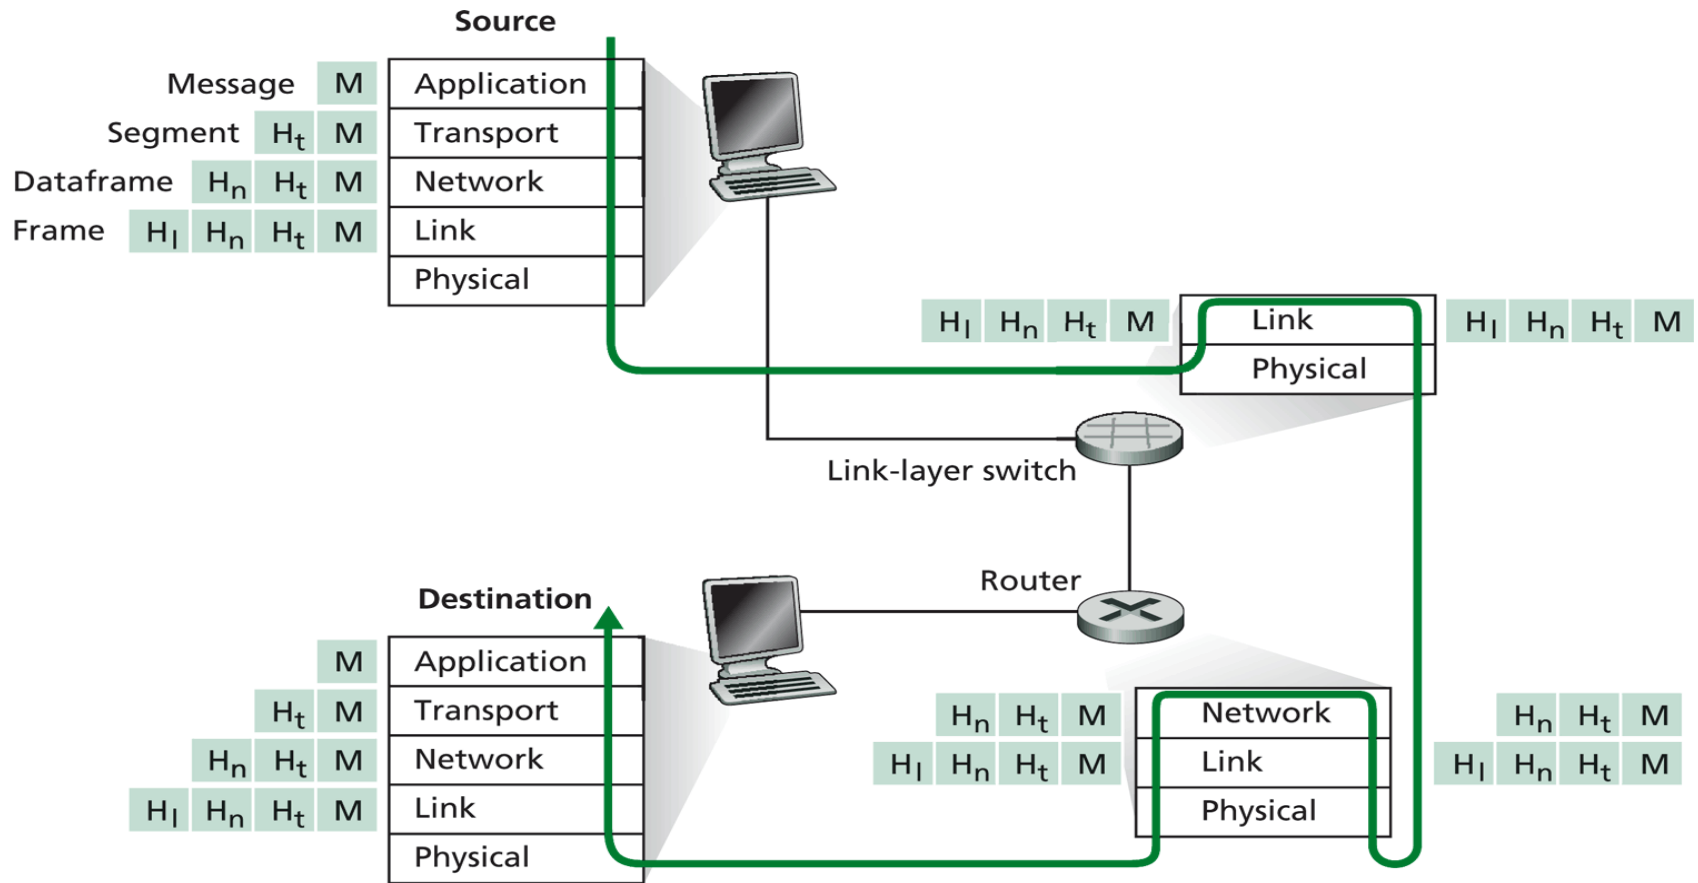 Source
Message M Application
Segment Ht M Transport
Dataframe Hn Ht M Network
Frame Hl Hn Ht M Link
Physical
Hl Hn Ht M Link Hl Hn Ht M
Physical
Link-layer switch
Router
Destination
M Application
Ht M Transport
Hn Ht M Network
Hl Hn Ht M Link
Physical
Hn Ht M Network Hn Ht M
Hl Hn Ht M Link Hl Hn Ht M
Physical